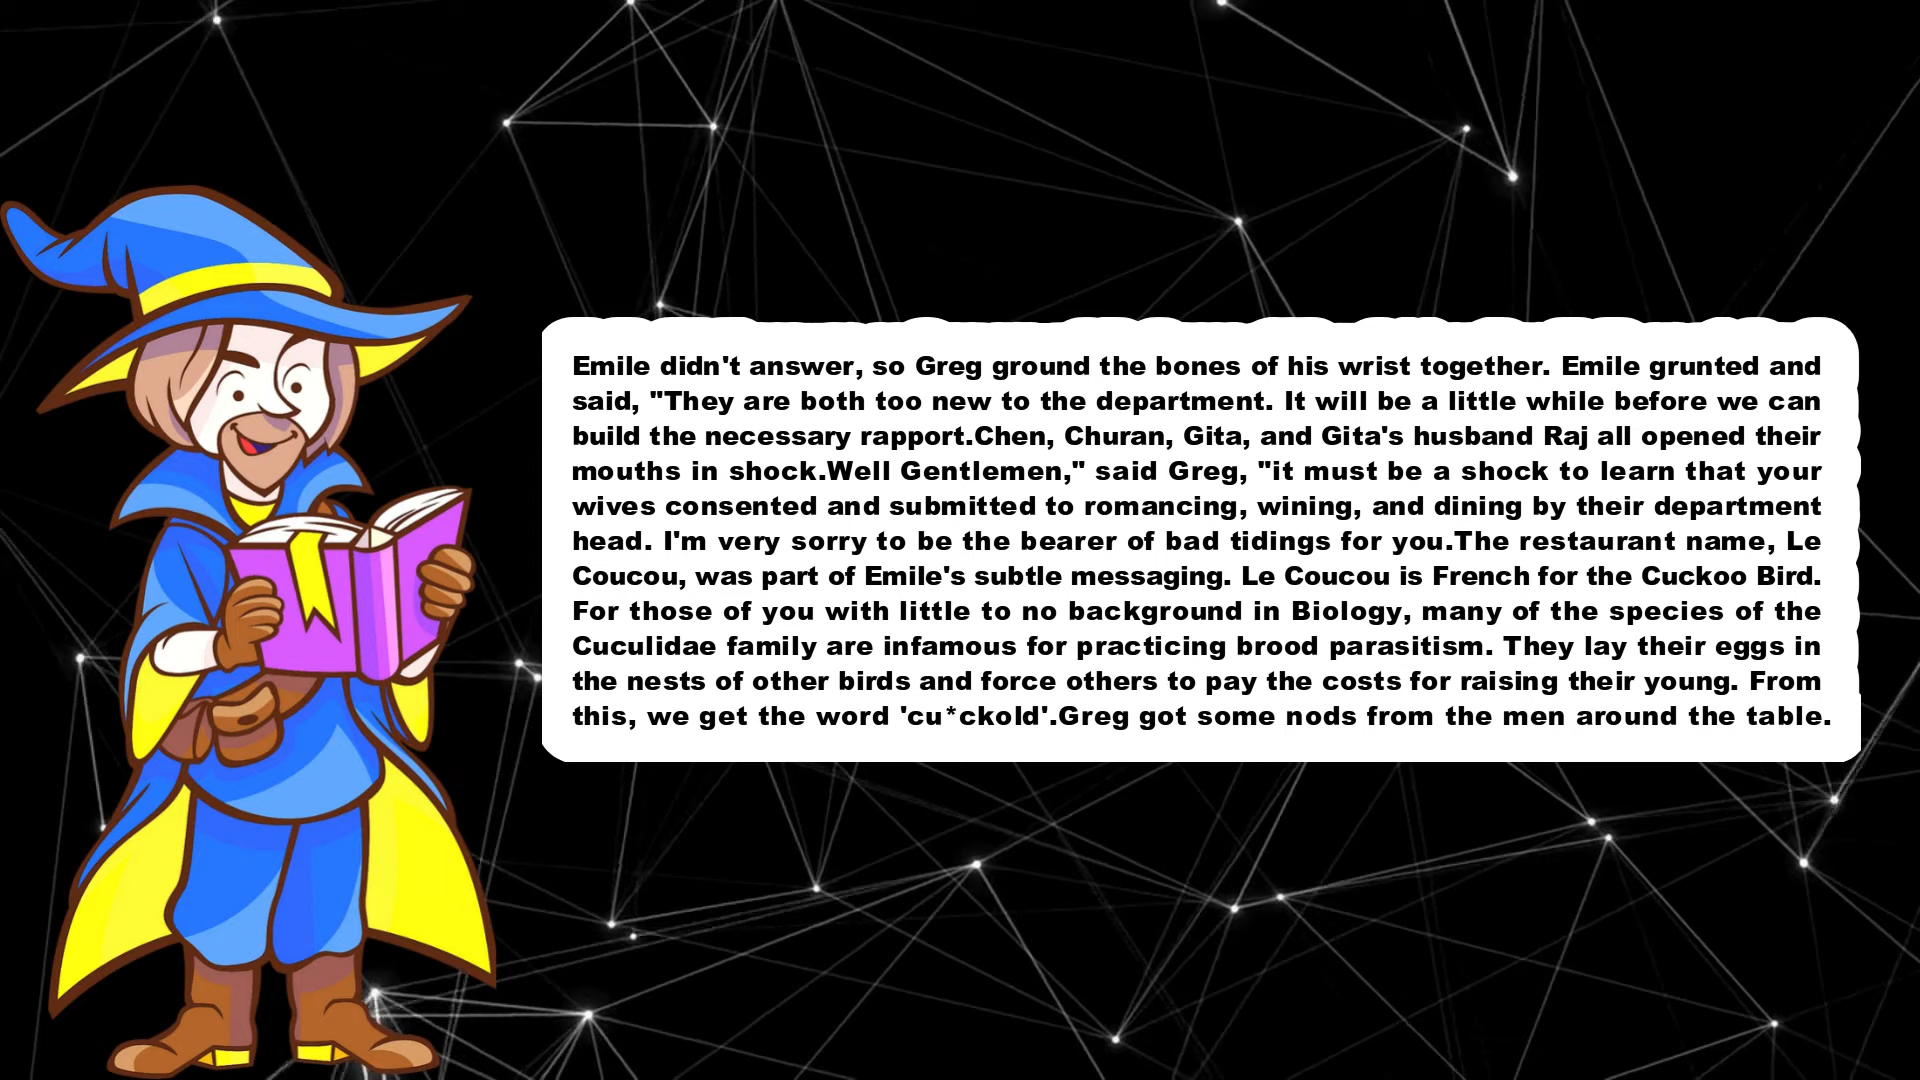 Emile didn't answer, so Greg ground the bones of his wrist together. Emile grunted and
said, "They are both too new to the department. It will be a little while before we can
build the necessary rapport.Chen, Churan, Gita, and Gita's husband Raj all opened their
mouths in shock.Well Gentlemen," said Greg, "it must be a shock to learn that your
wives consented and submitted to romancing, wining, and dining by their department
head. I'm very sorry to be the bearer of bad tidings for you.The restaurant name, Le
Coucou, was part of Emile's subtle messaging. Le Coucou is French for the Cuckoo Bird.
For those of you with little to no background in Biology, many of the species of the
Cuculidae family are infamous for practicing brood parasitism. They lay their eggs in
the nests of other birds and force others to pay the costs for raising their young. From
this, we get the word 'cu*ckold'.Greg got some nods from the men around the table.